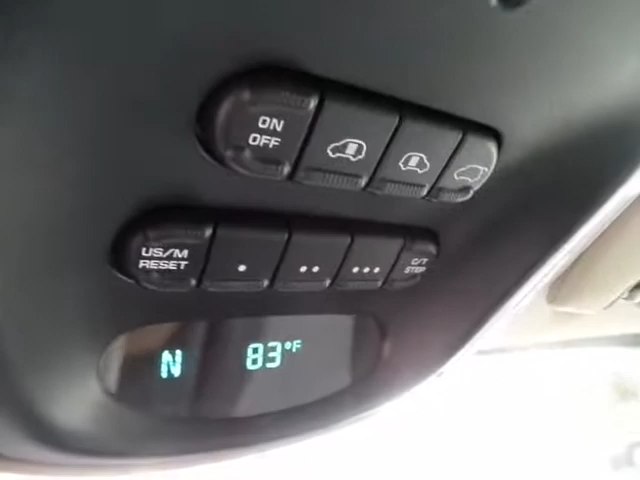 ON
OFF
US/M
RESET
C/T
STEP
N 83°F